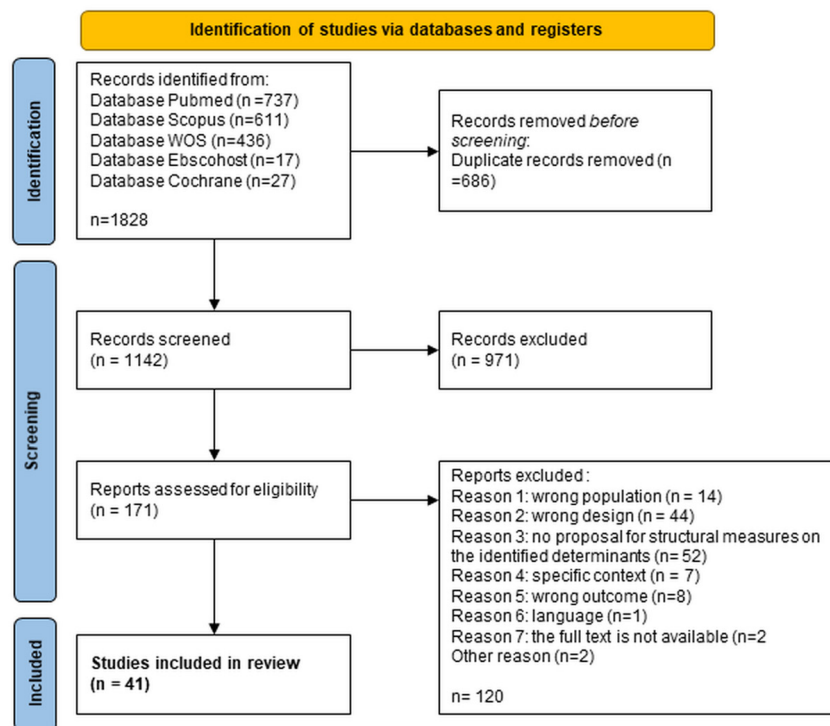 Identification of studies via databases and registers
Identification
Records identified from:
Database Pubmed (n =737)
Database Scopus (n=611)
Database WOS (n=436)
Database Ebscohost (n=17)
Database Cochrane (n=27)
n=1828
Records removed before
screening:
Duplicate records removed (n
=686)
Screening
Records screened
(n = 1142)
Records excluded
(n = 971)
Reports assessed for eligibility
(n = 171)
Reports excluded :
Reason 1: wrong population (n = 14)
Reason 2: wrong design (n = 44)
Reason 3: no proposal for structural measures on
the identified determinants (n= 52)
Reason 4: specific context (n = 7)
Reason 5: wrong outcome (n=8)
Reason 6: language (n=1)
Reason 7: the full text is not available (n=2
Other reason (n=2)
n= 120
Included
Studies included in review
(n = 41)